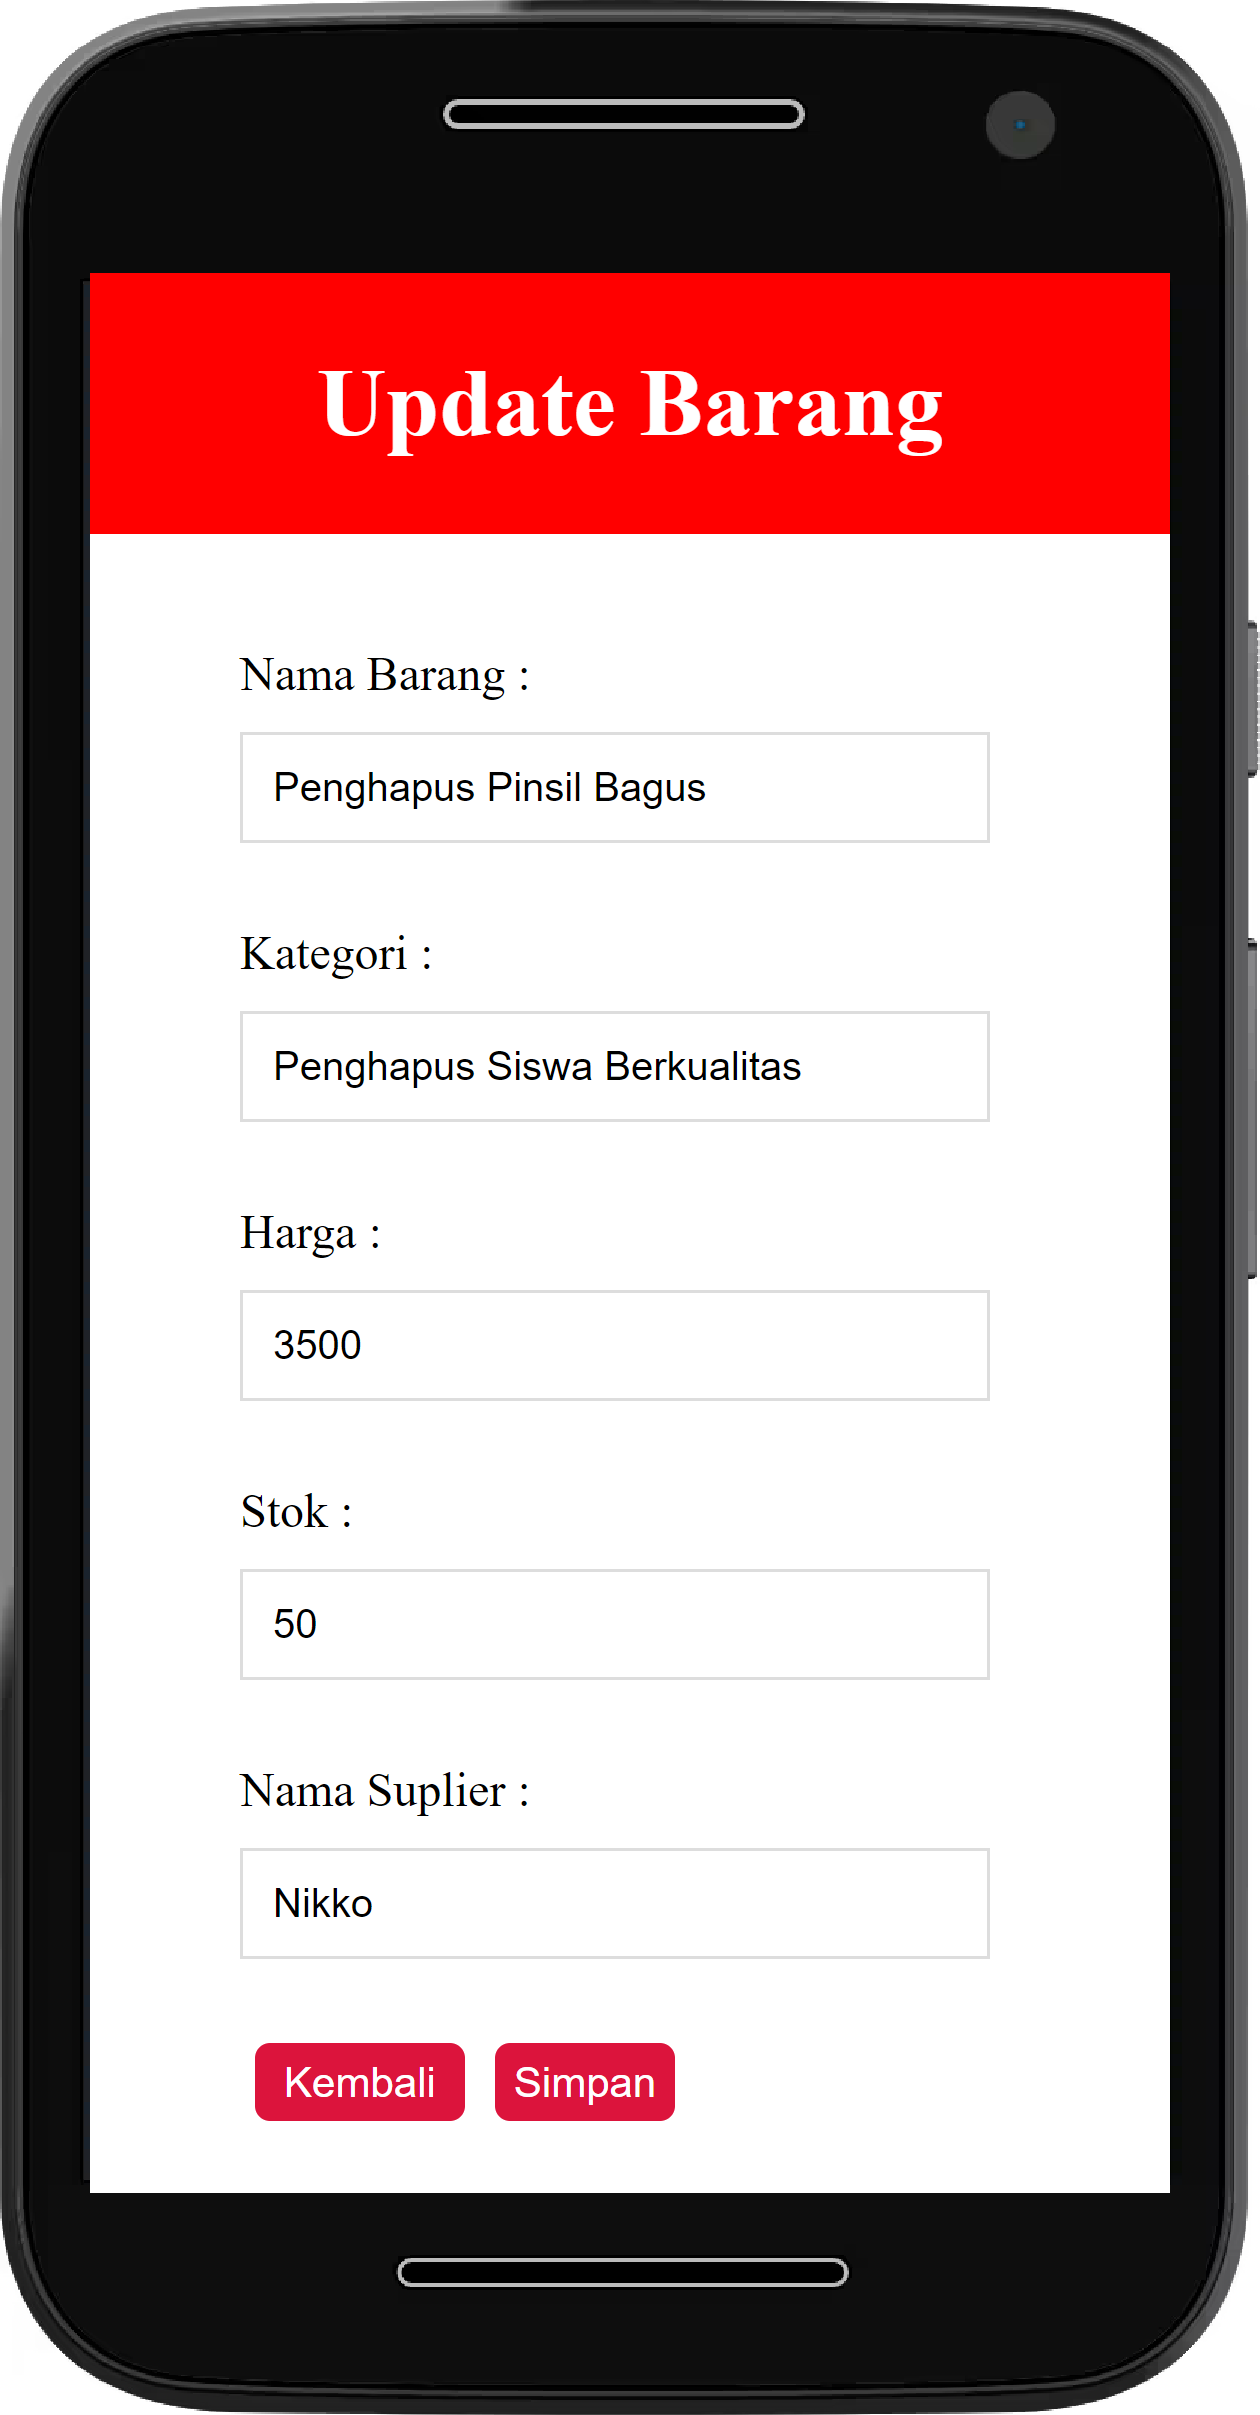 Update Barang
Nama Barang :
Penghapus Pinsil Bagus
Kategori :
Penghapus Siswa Berkualitas
Harga :
3500
Stok :
50
Nama Suplier :
Nikko
Kembali Simpan